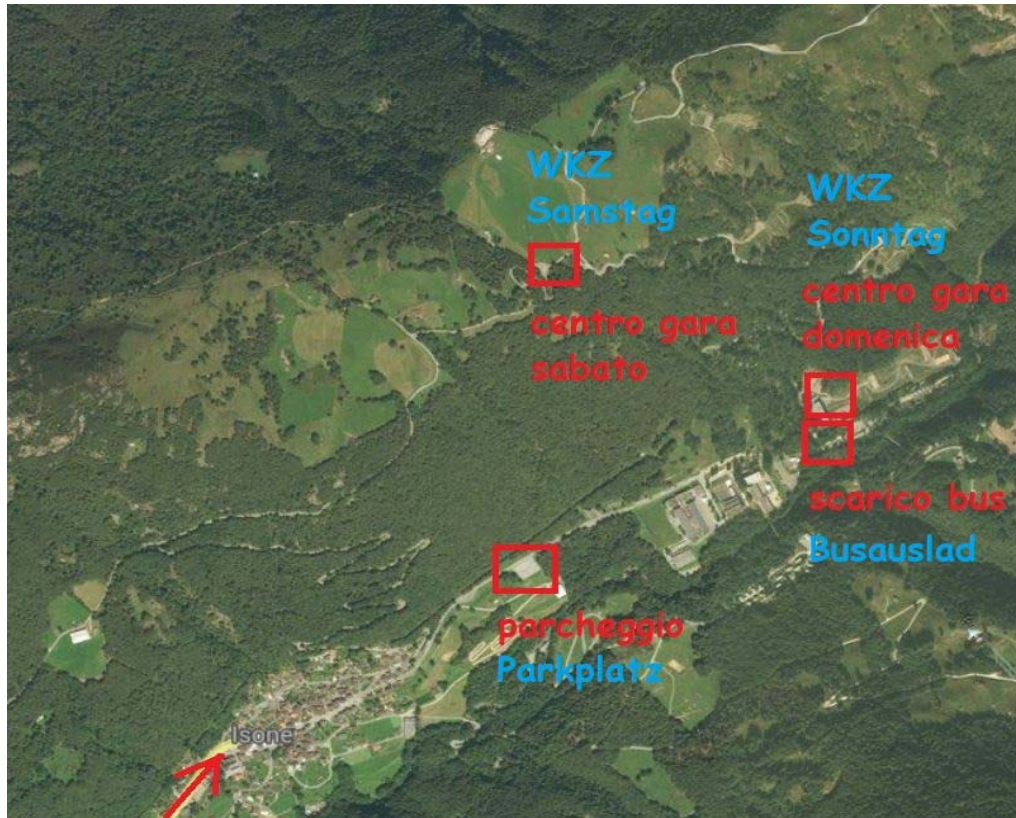 WKZ
Samstag
centro gara
sabato
WKZ
Sonntag
centro gara
domenica
scarico bus
Busauslad
parcheggio
Parkplatz
Isone